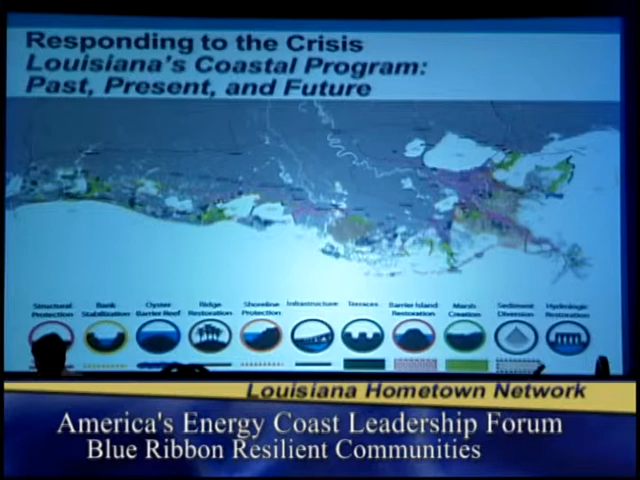 Responding to the Crisis
Louisiana's Coastal Program:
Past, Present, and Future
Structural Protection
Bank Stabilization
Oyster Barrier Reef
Ridge Restoration
Shoreline Protection
Infrastructure
Terraces
Barrier Island Restoration
Marsh Creation
Sediment Diversion
Hydrologic Restoration
Louisiana Hometown Network
America's Energy Coast Leadership Forum
Blue Ribbon Resilient Communities